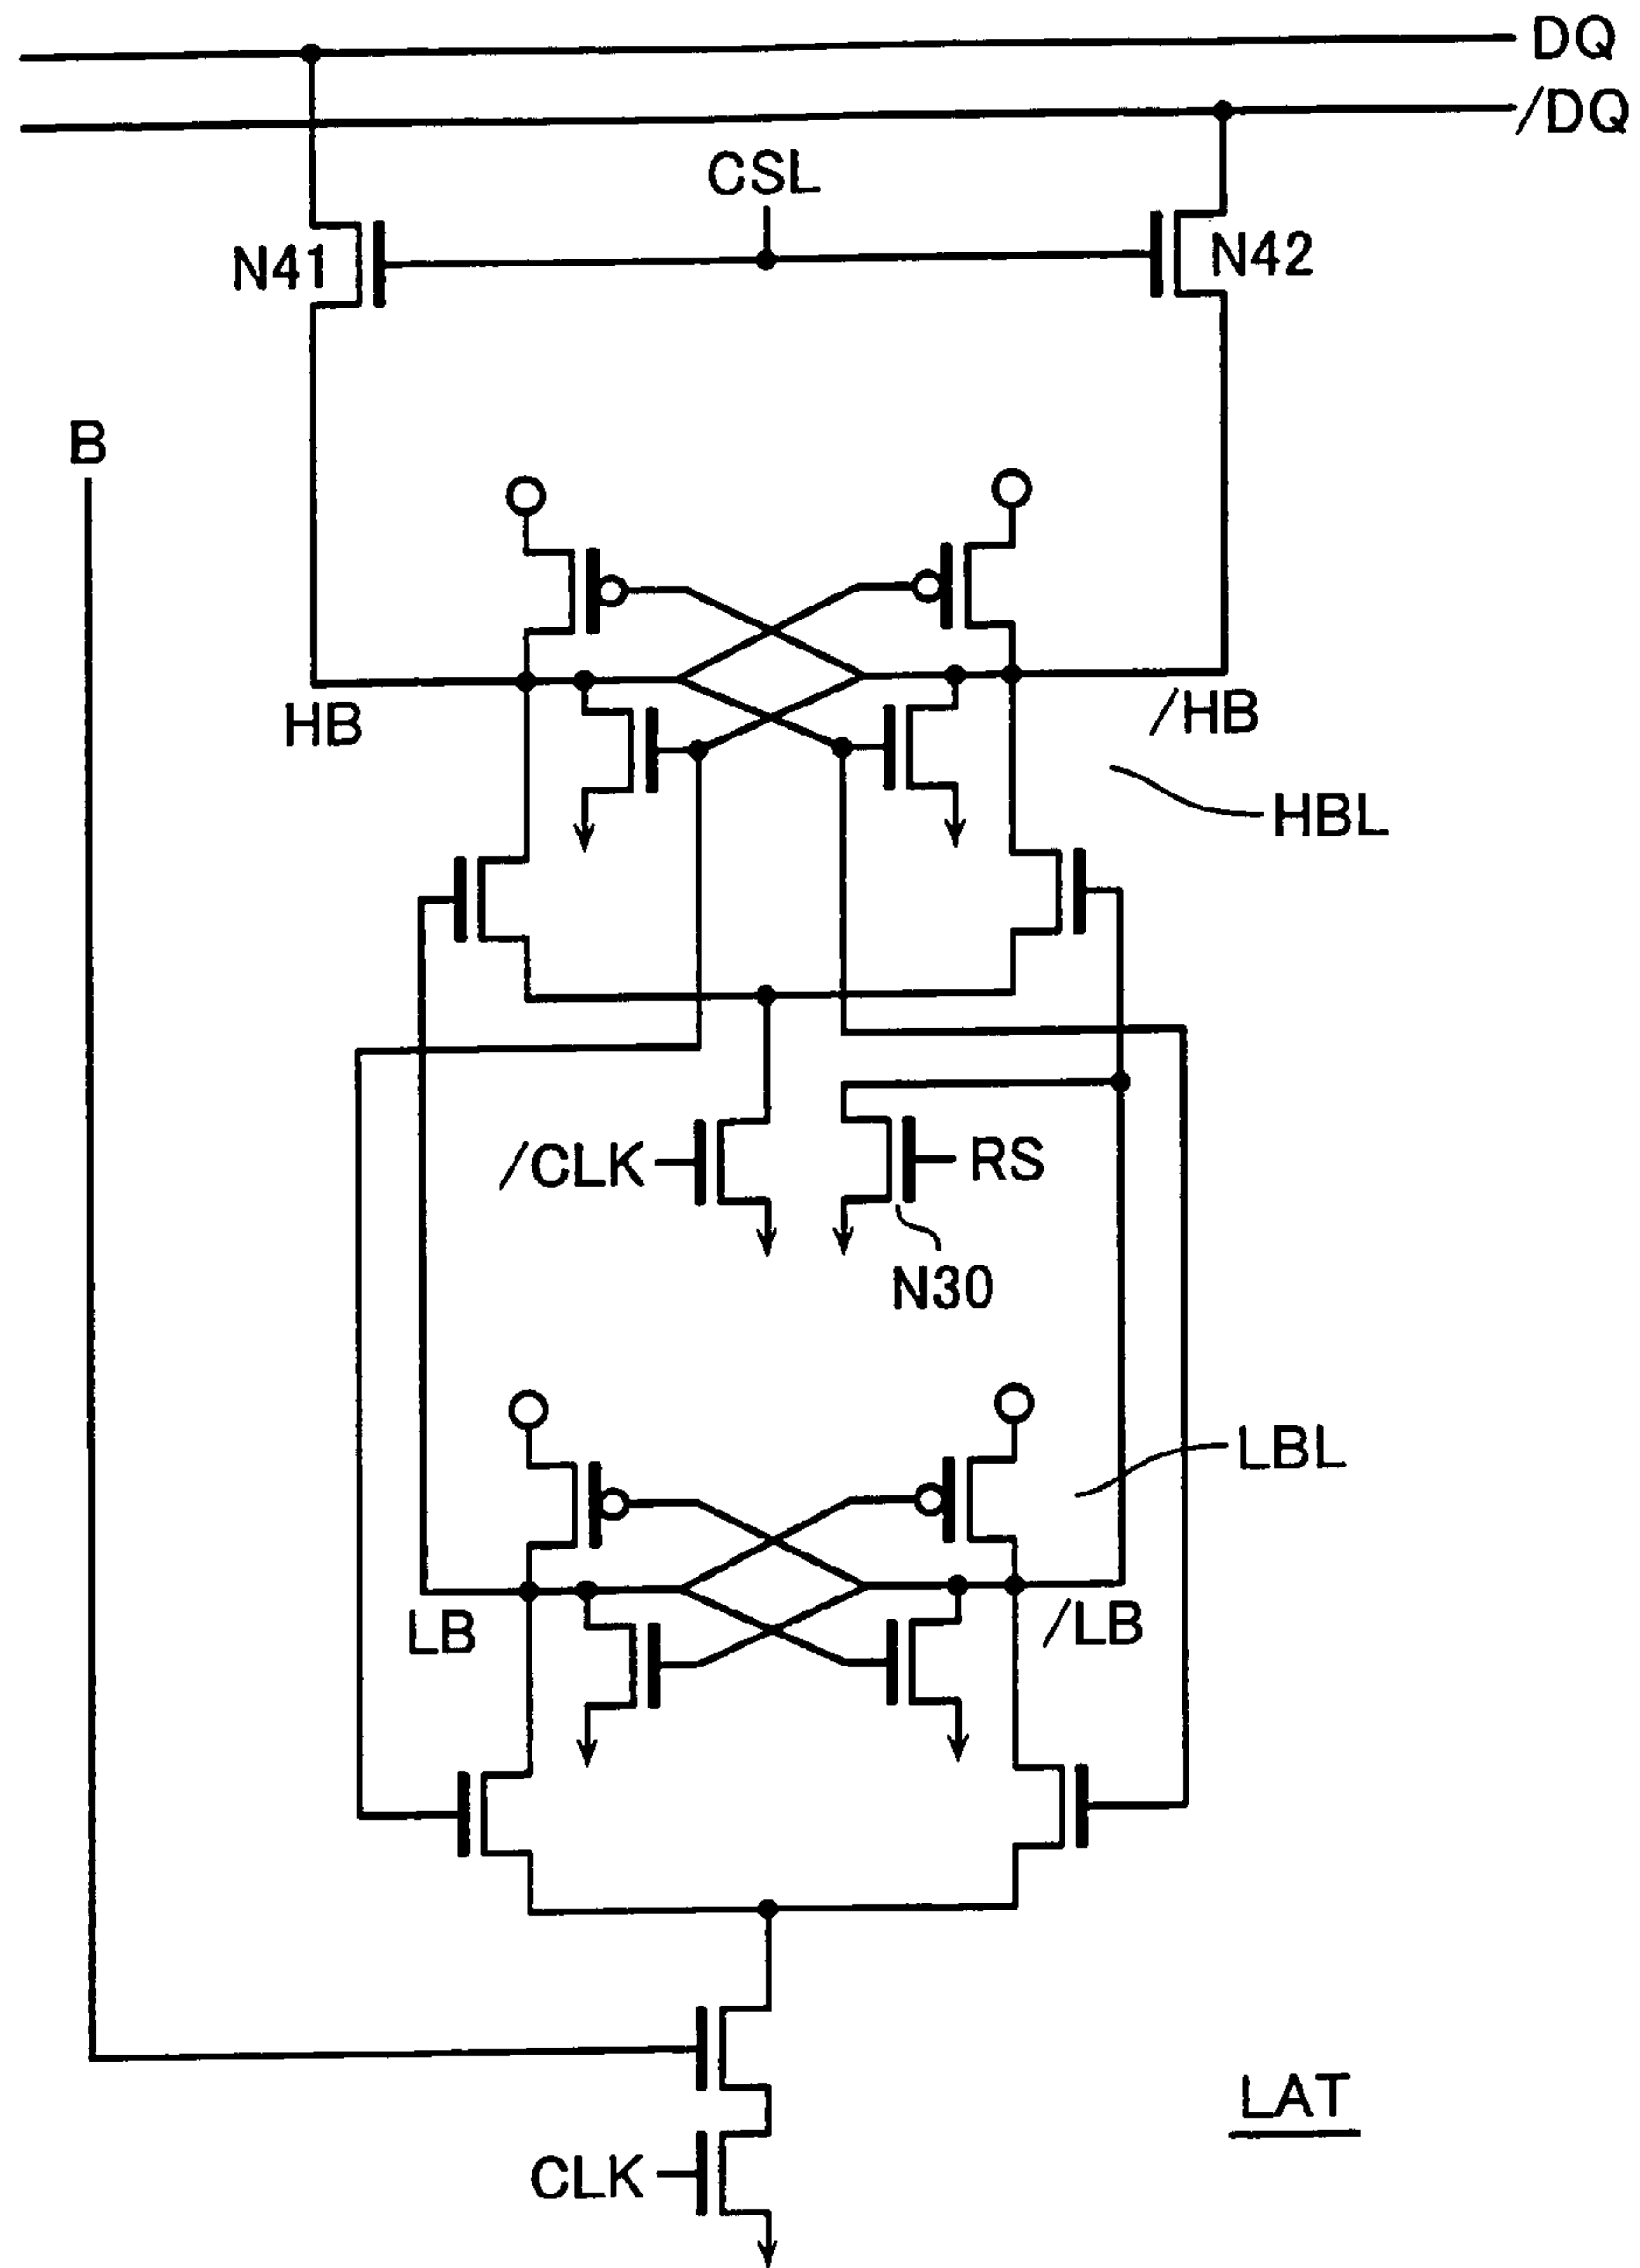 DQ
/DQ
CSL
N41
N42
B
HB
/HB
HBL
/CLK
RS
N30
LBL
LB
/LB
LAT
CLK